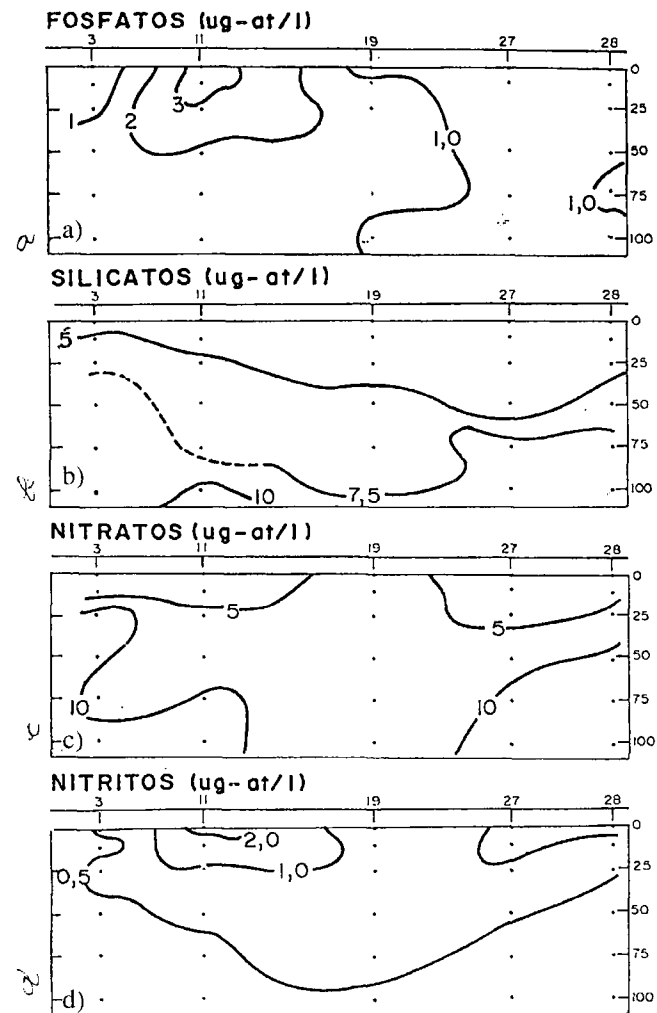 FOSFATOS (ug-at/l)
3 11 19 27 28
0
25
50
75
100
1 2 3 1,0 1,0
a)
SILICATOS (ug-at/l)
3 11 19 27 28
0
25
50
75
100
5 10 7,5
b)
NITRATOS (ug-at/l)
3 11 19 27 28
0
25
50
75
100
5 5 10 10
c)
NITRITOS (ug-at/l)
3 11 19 27 28
0
25
50
75
100
0,5 2,0 1,0
d)